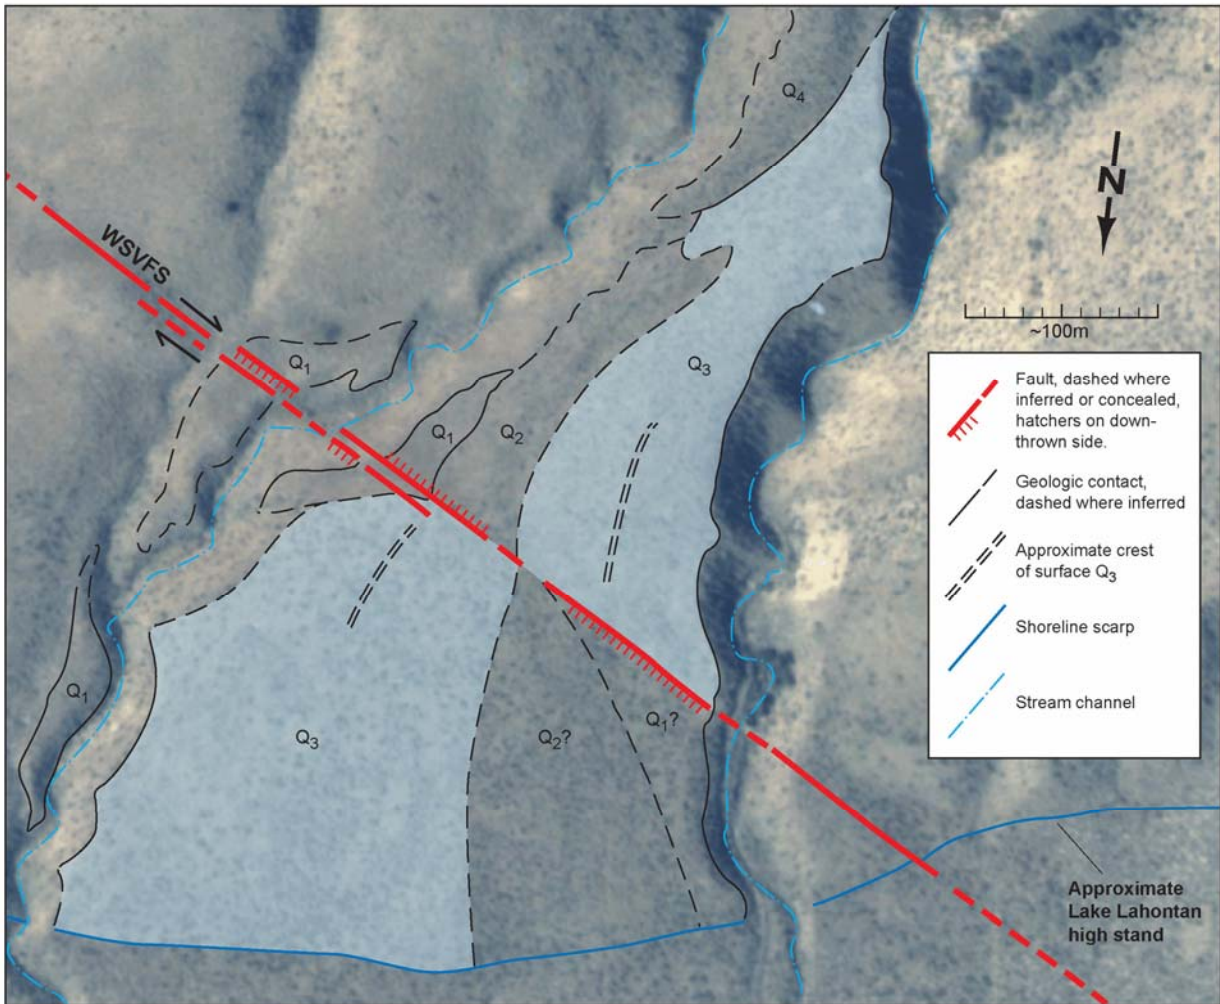 Q₄
N
WSVFS
~100m
Q₁
Q₃
Q₁
Q₂
Fault, dashed where
inferred or concealed,
hatchers on down-
thrown side.
Geologic contact,
dashed where inferred
Approximate crest
of surface Q₃
Shoreline scarp
Stream channel
Q₁
Q₃
Q₂?
Q₁?
Approximate
Lake Lahontan
high stand